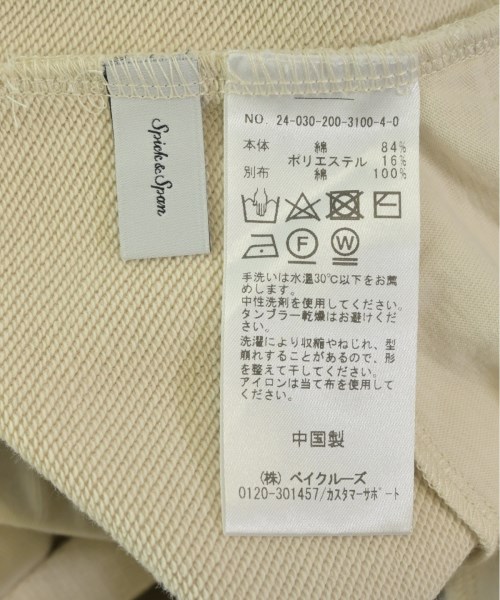 Spick & Span
NO. 24-030-200-3100-4-0
本体 綿 84%
ポリエステル 16%
別布 綿 100%
F W
手洗いは水温30℃以下をお薦
めします。
中性洗剤を使用してください。
タンブラー乾燥はお避けくだ
さい。
洗濯により収縮やねじれ、型
崩れすることがあるので、形
を整えて干してください。
アイロンは当て布を使用して
ください。
中国製
(株) ベイクルーズ
0120-301457/カスタマーサポート